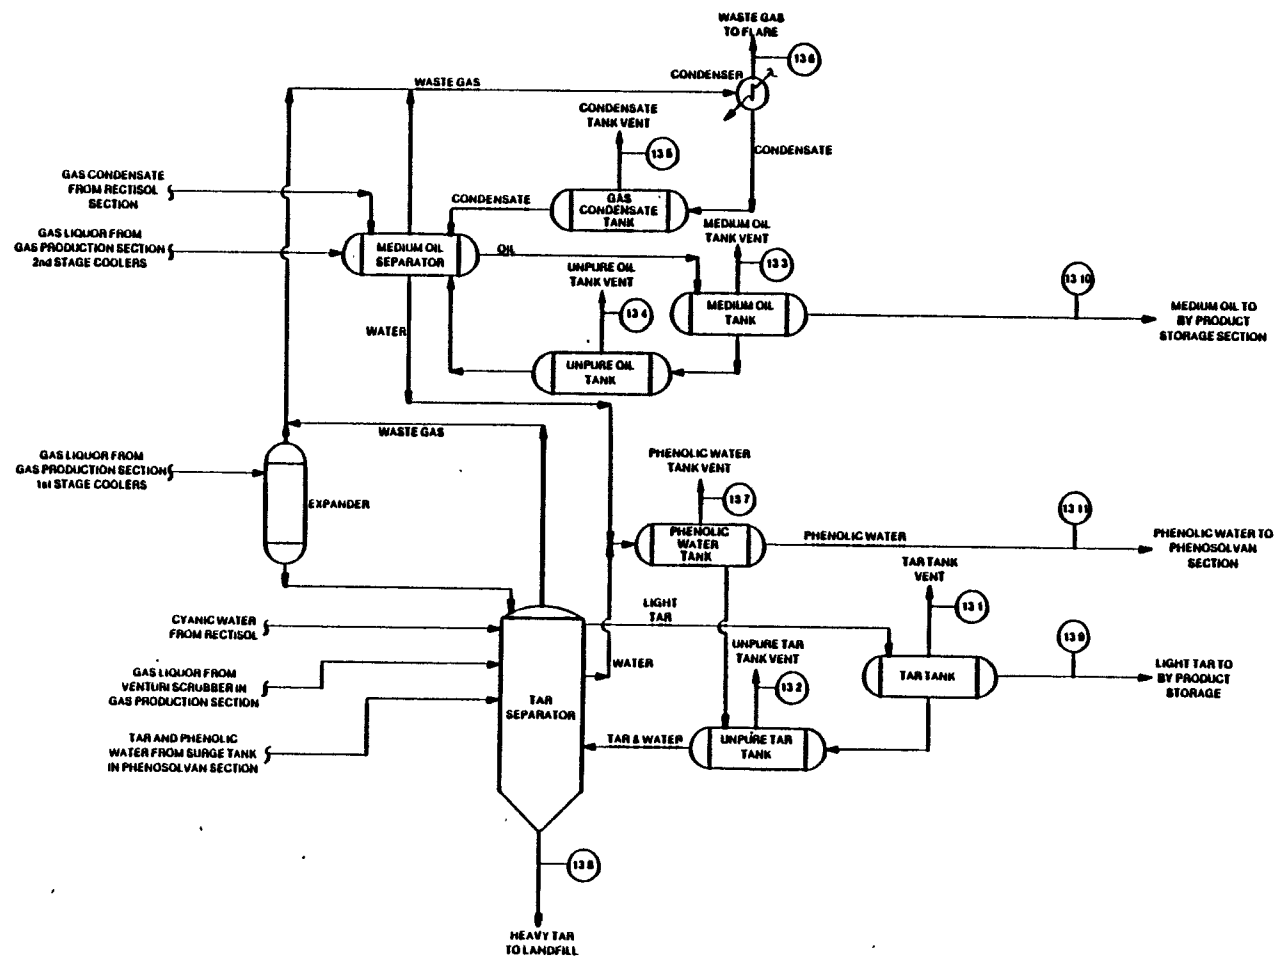 WASTE GAS
TO FLARE
13 6
CONDENSER
WASTE GAS
CONDENSATE
TANK VENT
13 5
CONDENSATE
GAS CONDENSATE
FROM RECTISOL
SECTION
CONDENSATE
GAS
CONDENSATE
TANK
MEDIUM OIL
TANK VENT
GAS LIQUOR FROM
GAS PRODUCTION SECTION
2nd STAGE COOLERS
MEDIUM OIL
SEPARATOR
OIL
13 3
UNPURE OIL
TANK VENT
13 10
13 4
MEDIUM OIL
TANK
MEDIUM OIL TO
BY PRODUCT
STORAGE SECTION
WATER
UNPURE OIL
TANK
WASTE GAS
GAS LIQUOR FROM
GAS PRODUCTION SECTION
1st STAGE COOLERS
EXPANDER
PHENOLIC WATER
TANK VENT
13 7
13 11
PHENOLIC
WATER
TANK
PHENOLIC WATER
PHENOLIC WATER TO
PHENOSOLVAN
SECTION
TAR TANK
VENT
LIGHT
TAR
13 1
CYANIC WATER
FROM RECTISOL
13 9
UNPURE TAR
TANK VENT
WATER
GAS LIQUOR FROM
VENTURI SCRUBBER IN
GAS PRODUCTION SECTION
13 2
TAR TANK
LIGHT TAR TO
BY PRODUCT
STORAGE
TAR
SEPARATOR
TAR AND PHENOLIC
WATER FROM SURGE TANK
IN PHENOSOLVAN SECTION
TAR & WATER
UNPURE TAR
TANK
13 8
HEAVY TAR
TO LANDFILL